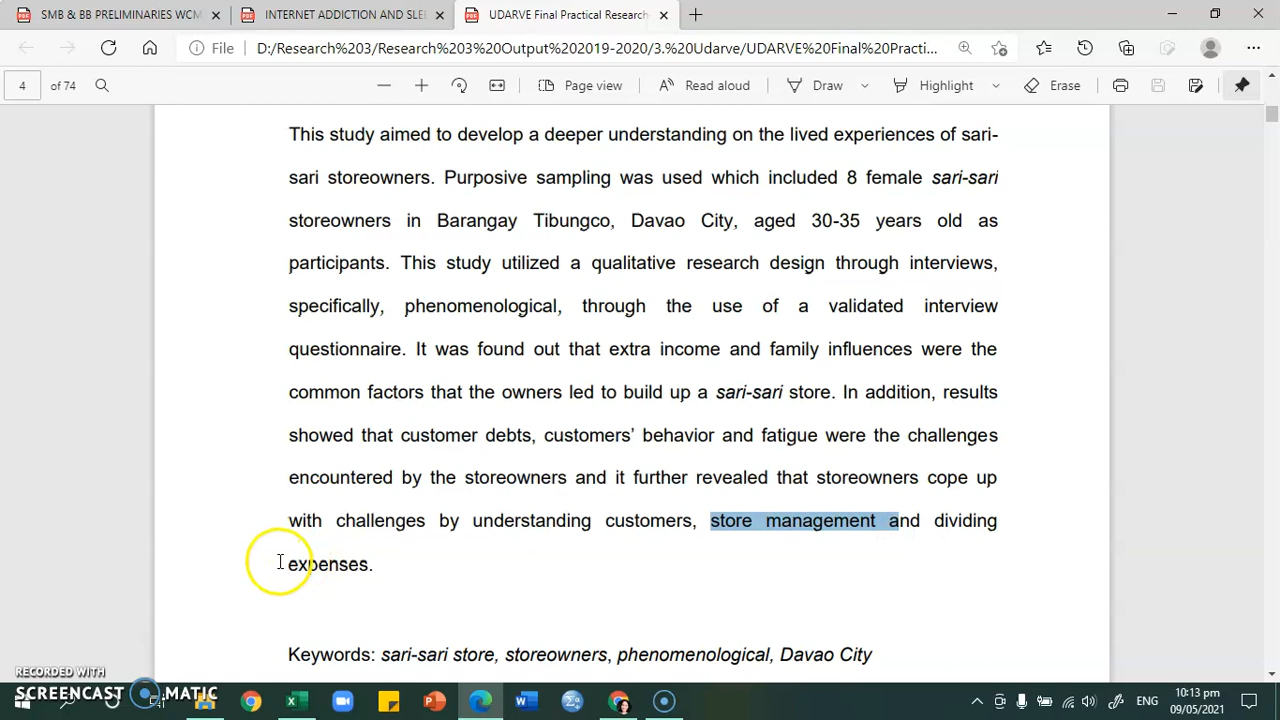 SMB & BB PRELIMINARIES WCM
INTERNET ADDICTION AND SLEE
UDARVE Final Practical Research
File
D:/Research%203/Research%203%20Output%202019-2020/3.%20Udarve/UDARVE%20Final%20Practi...
4 of 74
Page view
Read aloud
Draw
Highlight
Erase
This study aimed to develop a deeper understanding on the lived experiences of sari-
sari storeowners. Purposive sampling was used which included 8 female sari-sari
storeowners in Barangay Tibungco, Davao City, aged 30-35 years old as
participants. This study utilized a qualitative research design through interviews,
specifically, phenomenological, through the use of a validated interview
questionnaire. It was found out that extra income and family influences were the
common factors that the owners led to build up a sari-sari store. In addition, results
showed that customer debts, customers’ behavior and fatigue were the challenges
encountered by the storeowners and it further revealed that storeowners cope up
with challenges by understanding customers, store management and dividing
expenses.
Keywords: sari-sari store, storeowners, phenomenological, Davao City
RECORDED WITH
SCREENCAST MATIC
ENG
10:13 pm
09/05/2021